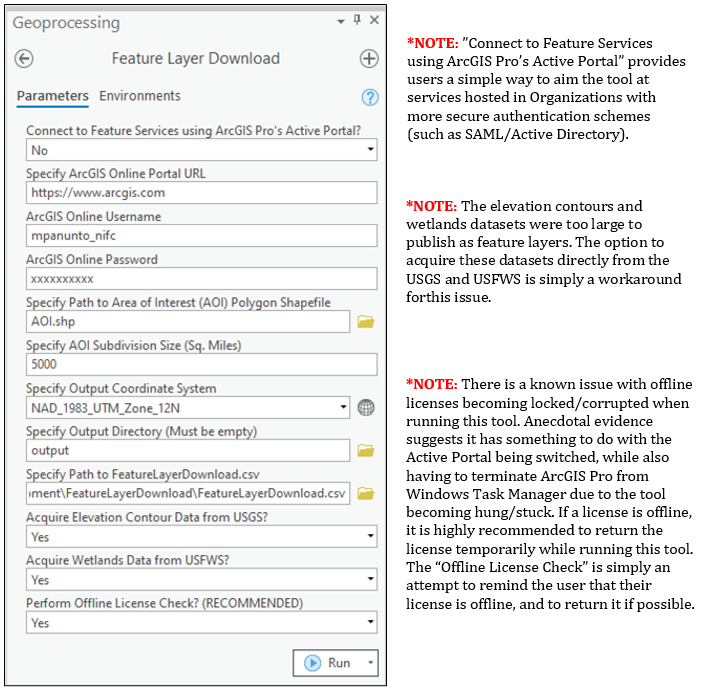 Geoprocessing
Feature Layer Download
Parameters Environments
Connect to Feature Services using ArcGIS Pro's Active Portal?
No
Specify ArcGIS Online Portal URL
https://www.arcgis.com
ArcGIS Online Username
mpanunto_nifc
ArcGIS Online Password
xxxxxxxxxx
Specify Path to Area of Interest (AOI) Polygon Shapefile
AOI.shp
Specify AOI Subdivision Size (Sq. Miles)
5000
Specify Output Coordinate System
NAD_1983_UTM_Zone_12N
Specify Output Directory (Must be empty)
output
Specify Path to FeatureLayerDownload.csv
ment\FeatureLayerDownload\FeatureLayerDownload.csv
Acquire Elevation Contour Data from USGS?
Yes
Acquire Wetlands Data from USFWS?
Yes
Perform Offline License Check? (RECOMMENDED)
Yes
Run
*NOTE: "Connect to Feature Services
using ArcGIS Pro's Active Portal" provides
users a simple way to aim the tool at
services hosted in Organizations with
more secure authentication schemes
(such as SAML/Active Directory).
*NOTE: The elevation contours and
wetlands datasets were too large to
publish as feature layers. The option to
acquire these datasets directly from the
USGS and USFWS is simply a workaround
forthis issue.
*NOTE: There is a known issue with offline
licenses becoming locked/corrupted when
running this tool. Anecdotal evidence
suggests it has something to do with the
Active Portal being switched, while also
having to terminate ArcGIS Pro from
Windows Task Manager due to the tool
becoming hung/stuck. If a license is offline,
it is highly recommended to return the
license temporarily while running this tool.
The "Offline License Check" is simply an
attempt to remind the user that their
license is offline, and to return it if possible.